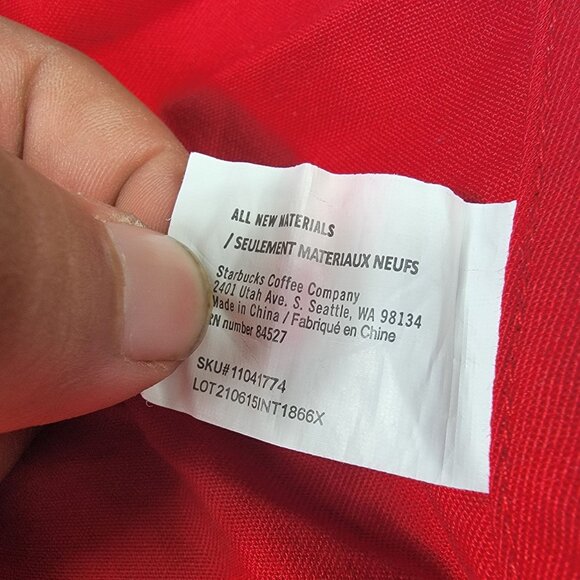 ALL NEW MATERIALS
/ SEULEMENT MATERIAUX NEUFS
Starbucks Coffee Company
2401 Utah Ave. S. Seattle, WA 98134
Made in China / Fabriqué en Chine
RN number 84527
SKU#11041774
LOT210615INT1866X